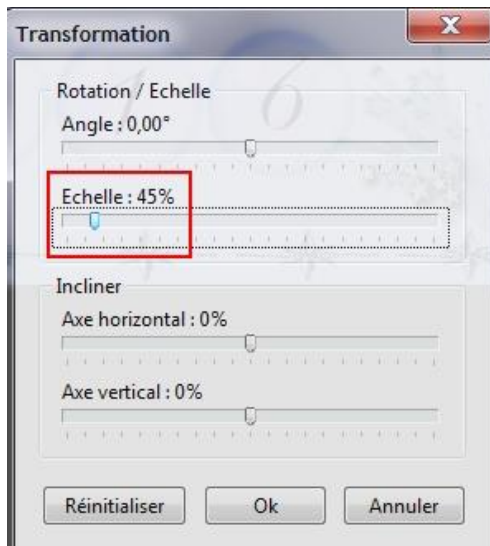 Transformation
Rotation / Echelle
Angle : 0,00°
Echelle : 45%
Incliner
Axe horizontal : 0%
Axe vertical : 0%
Réinitialiser Ok Annuler